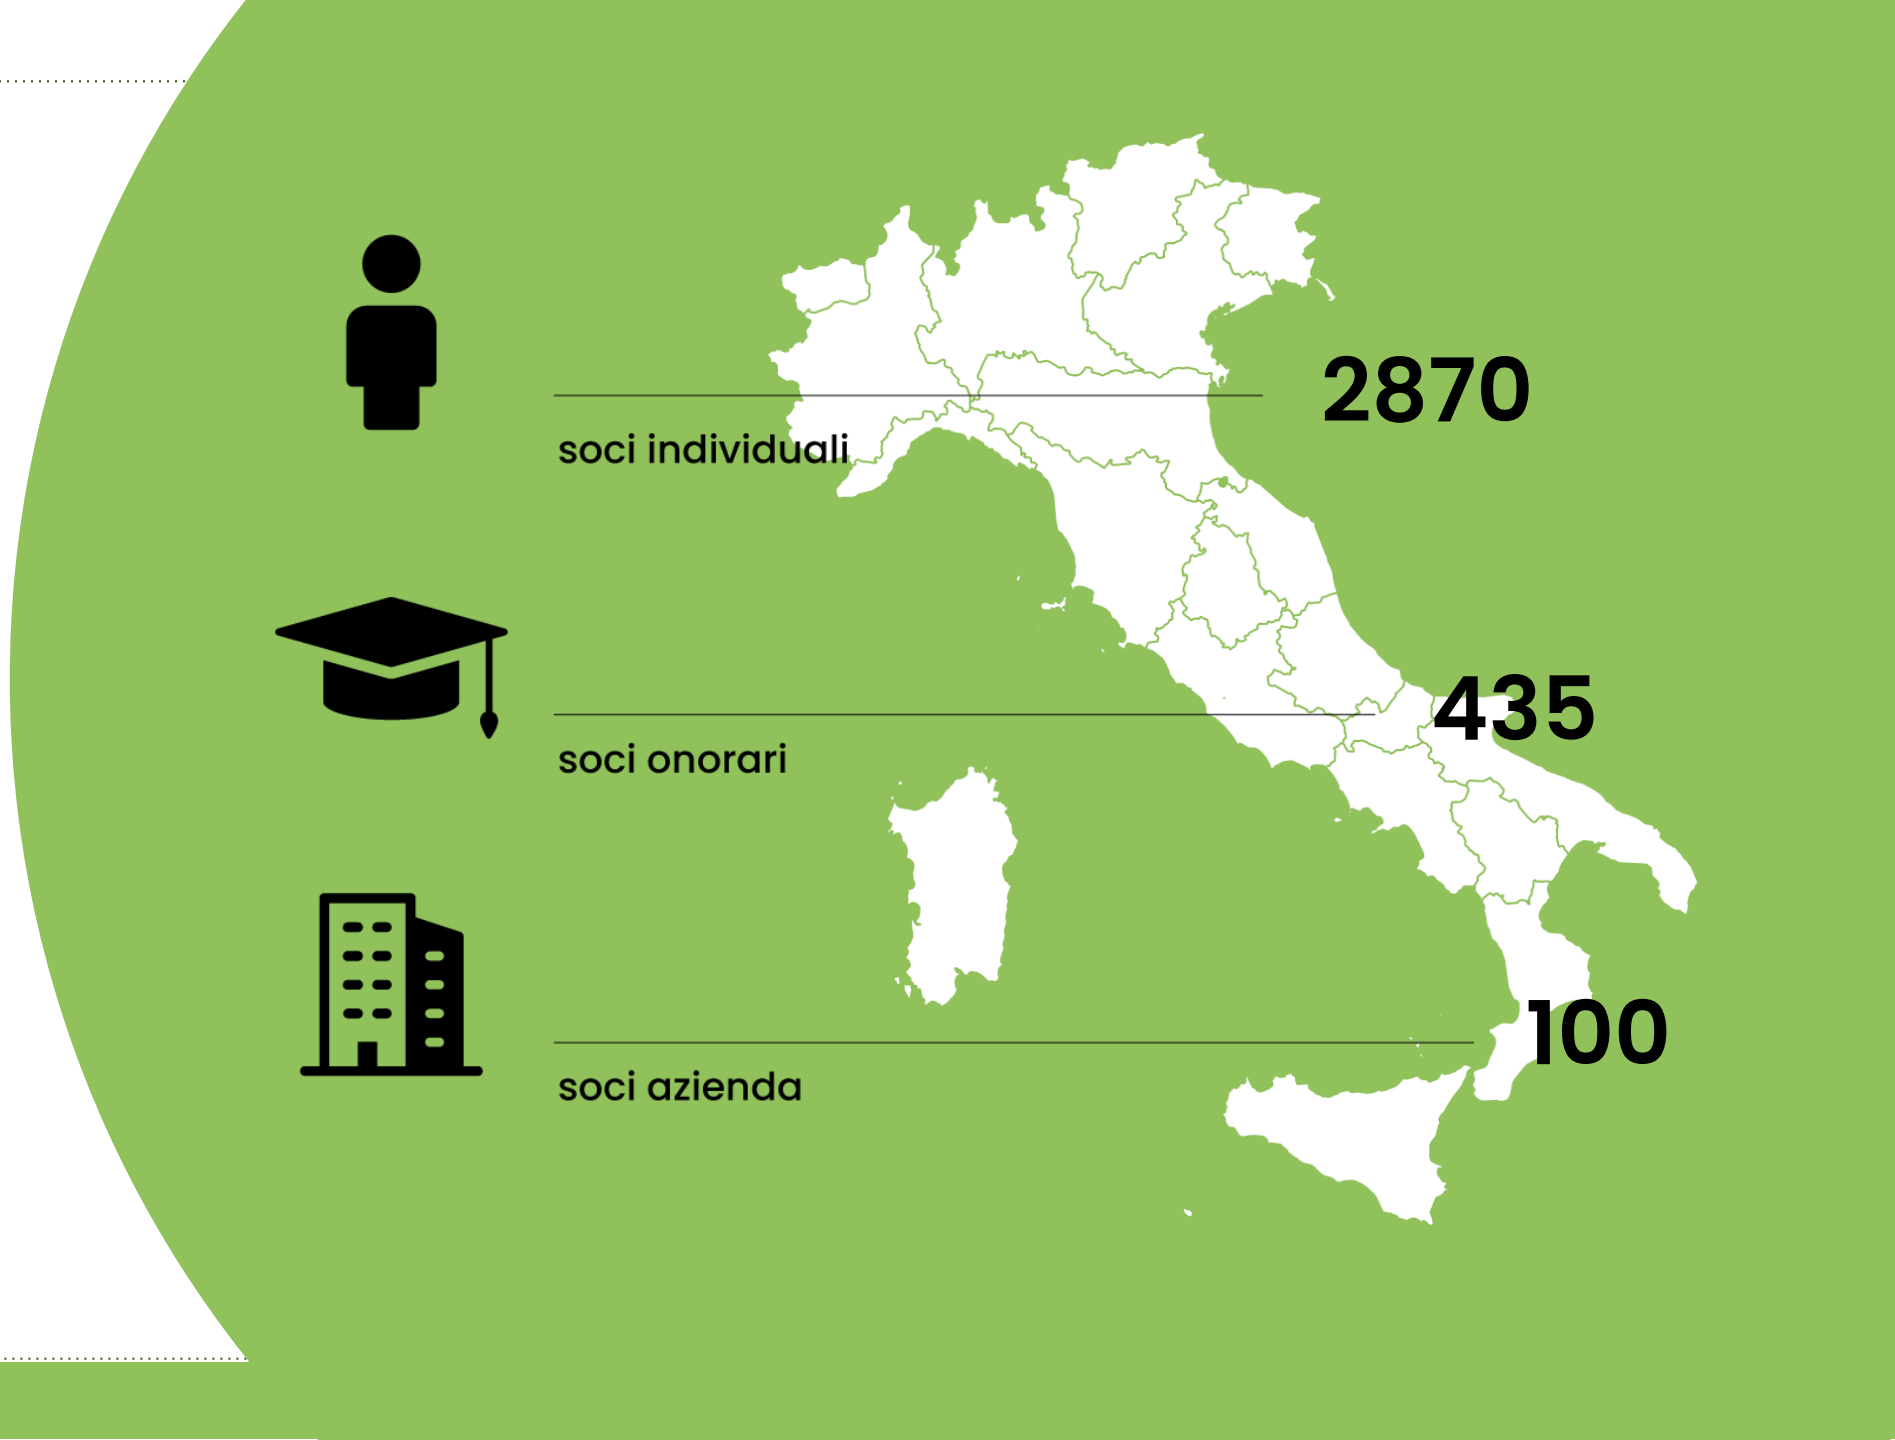 2870
soci individuali
435
soci onorari
100
soci azienda